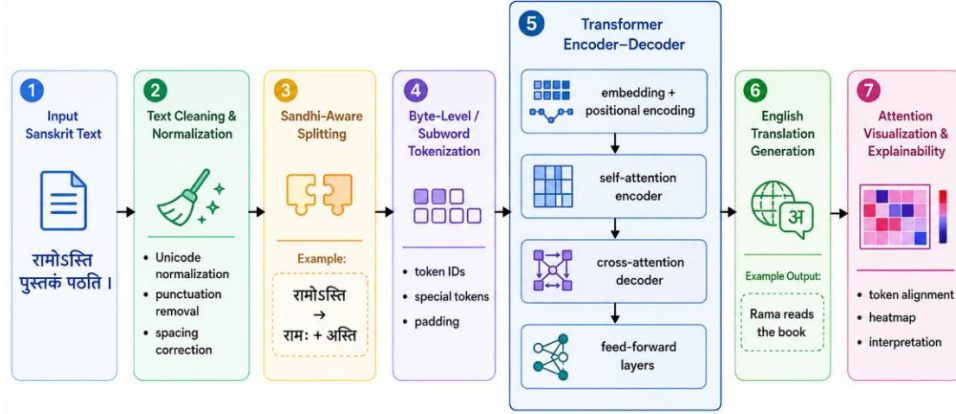 1
Input
Sanskrit Text
रामोऽस्ति
पुस्तकं पठति ।
2
Text Cleaning &
Normalization
• Unicode
normalization
• punctuation
removal
• spacing
correction
3
Sandhi-Aware
Splitting
Example:
रामोऽस्ति
→
रामः + अस्ति
4
Byte-Level /
Subword
Tokenization
• token IDs
• special tokens
• padding
5
Transformer
Encoder–Decoder
embedding +
positional encoding
self-attention
encoder
cross-attention
decoder
feed-forward
layers
6
English
Translation
Generation
अ
Example Output:
Rama reads
the book
7
Attention
Visualization &
Explainability
• token alignment
• heatmap
• interpretation